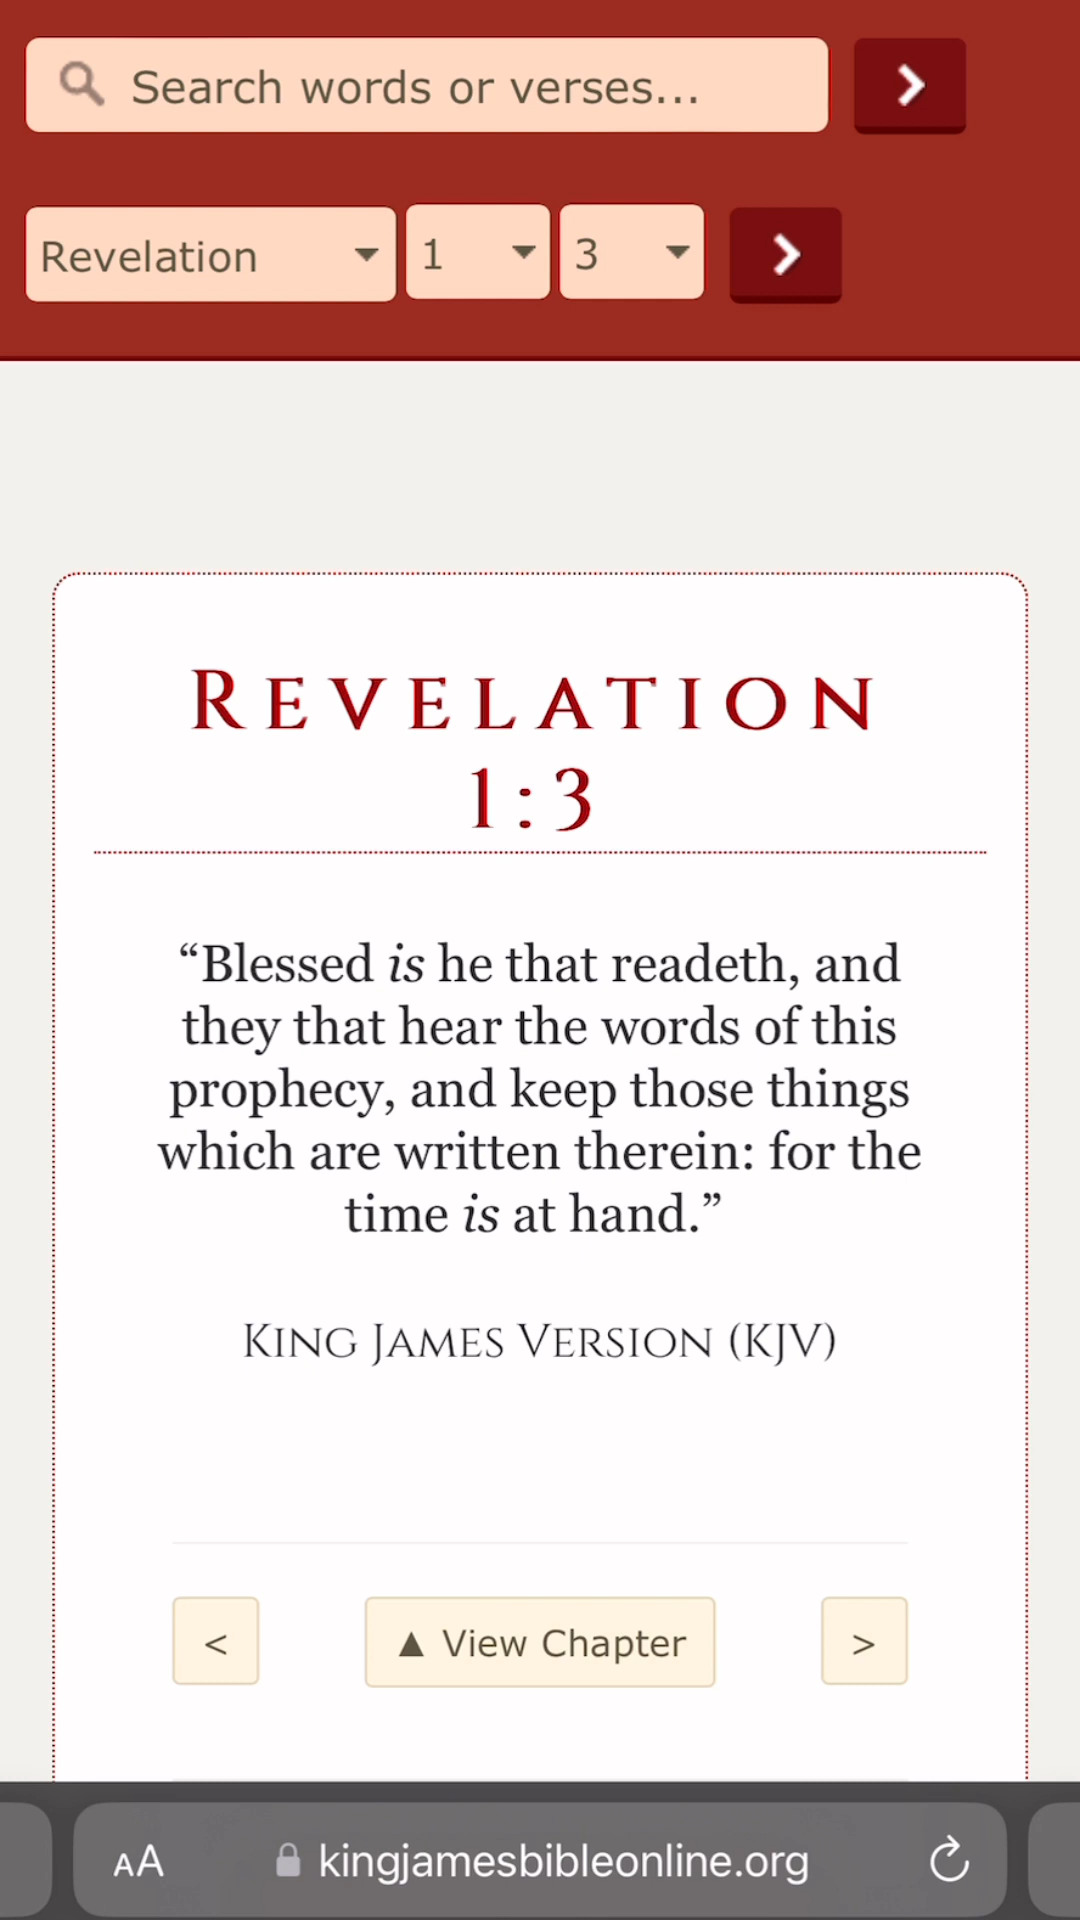 Search words or verses...
Revelation 1 3
REVELATION
1:3
“Blessed is he that readeth, and
they that hear the words of this
prophecy, and keep those things
which are written therein: for the
time is at hand.”
KING JAMES VERSION (KJV)
< ▲ View Chapter >
AA kingjamesbibleonline.org